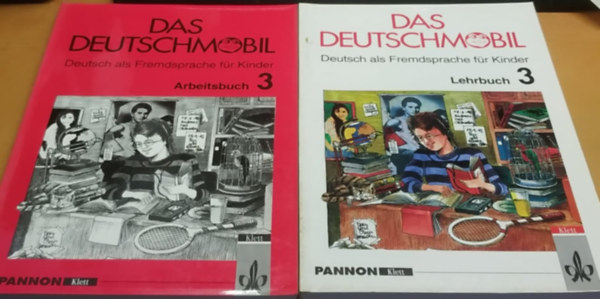 DAS
DEUTSCHMOBIL
Deutsch als Fremdsprache für Kinder
Arbeitsbuch 3
Klett
PANNON Klett
DAS
DEUTSCHMOBIL
Deutsch als Fremdsprache für Kinder
Lehrbuch 3
Klett
PANNON Klett